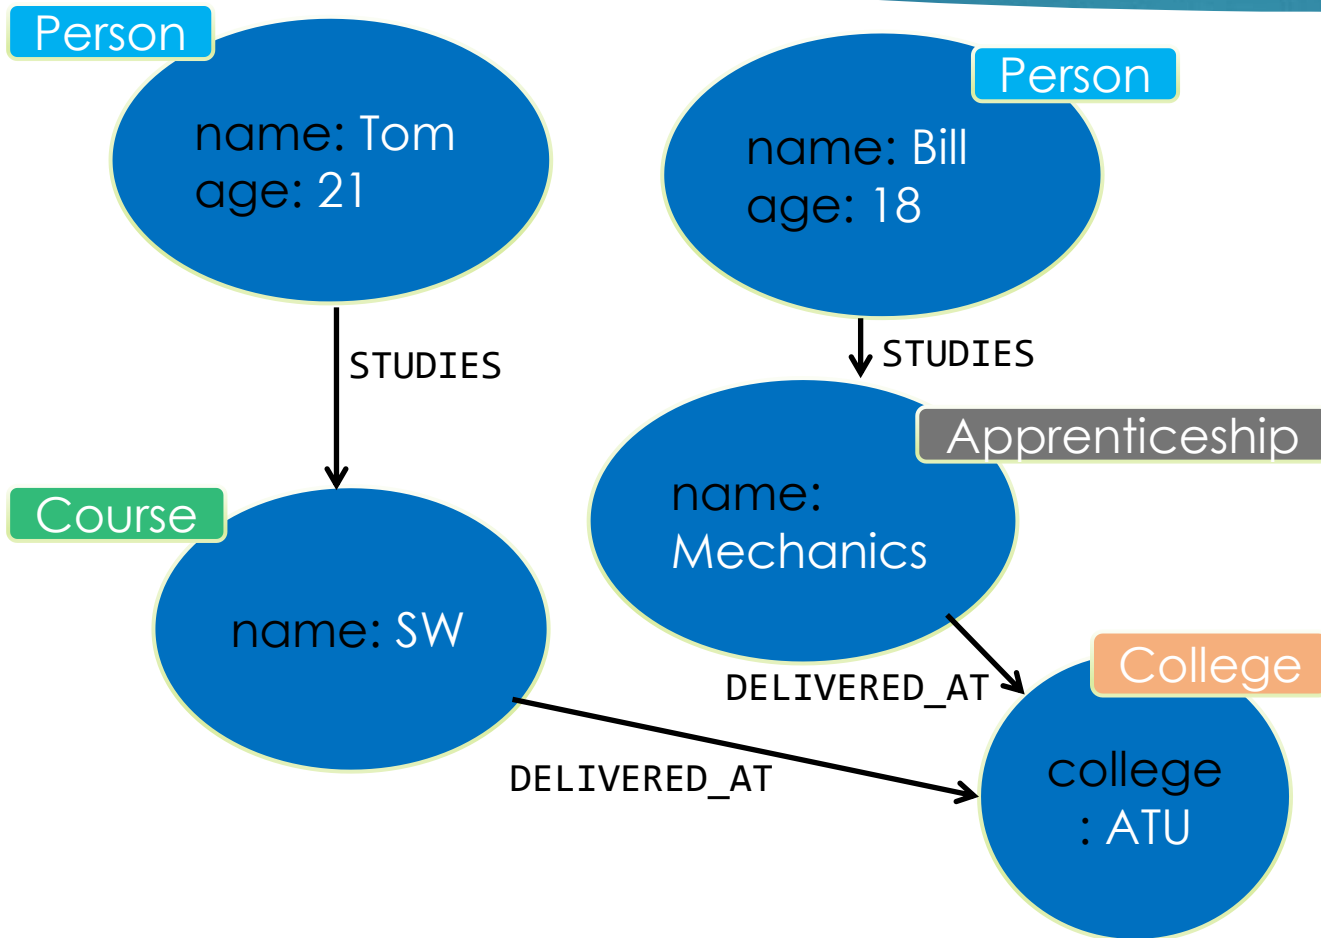 Person
name: Tom
age: 21
Person
name: Bill
age: 18
STUDIES
STUDIES
Apprenticeship
name:
Mechanics
Course
name: SW
DELIVERED_AT
College
DELIVERED_AT
college
: ATU